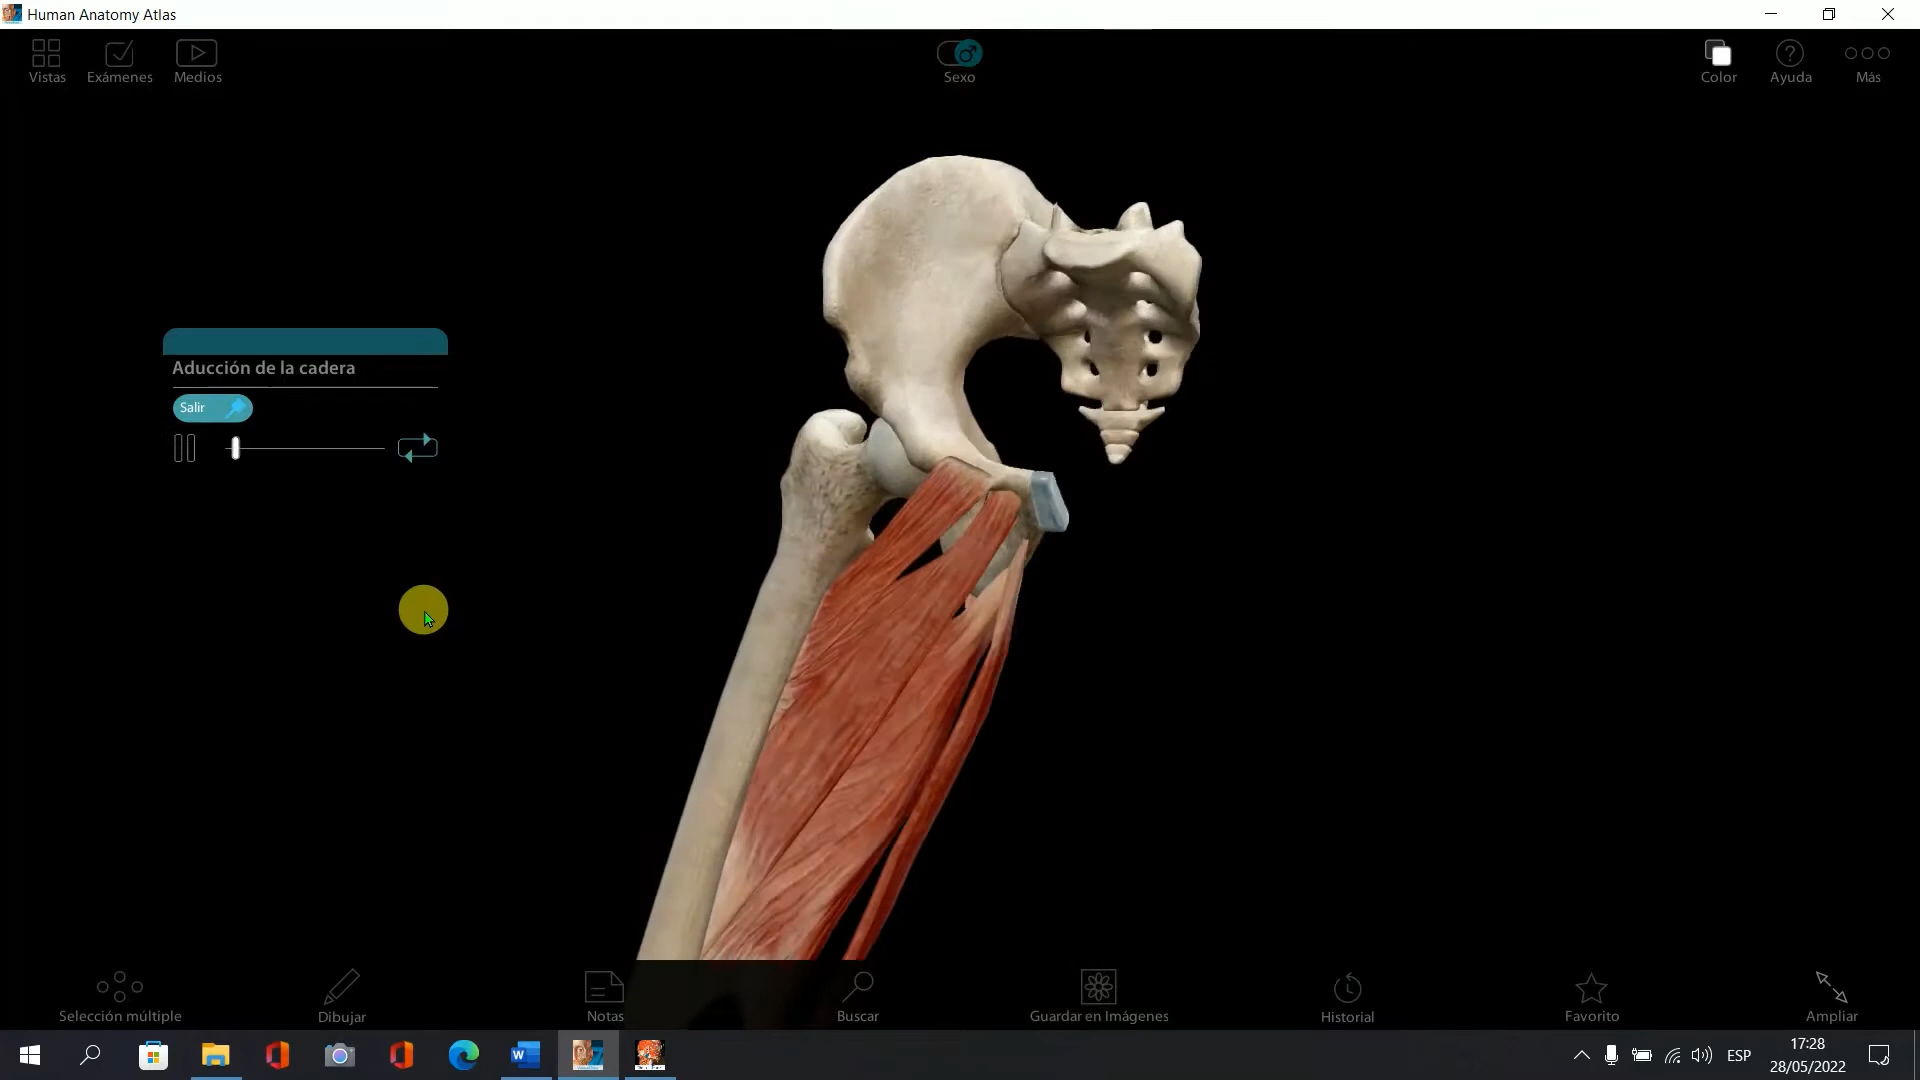 Human Anatomy Atlas
Vistas
Exámenes
Medios
Sexo
Color
Ayuda
Más
Aducción de la cadera
Salir
Selección múltiple
Dibujar
Notas
Buscar
Guardar en Imágenes
Historial
Favorito
Ampliar
ESP
17:28
28/05/2022